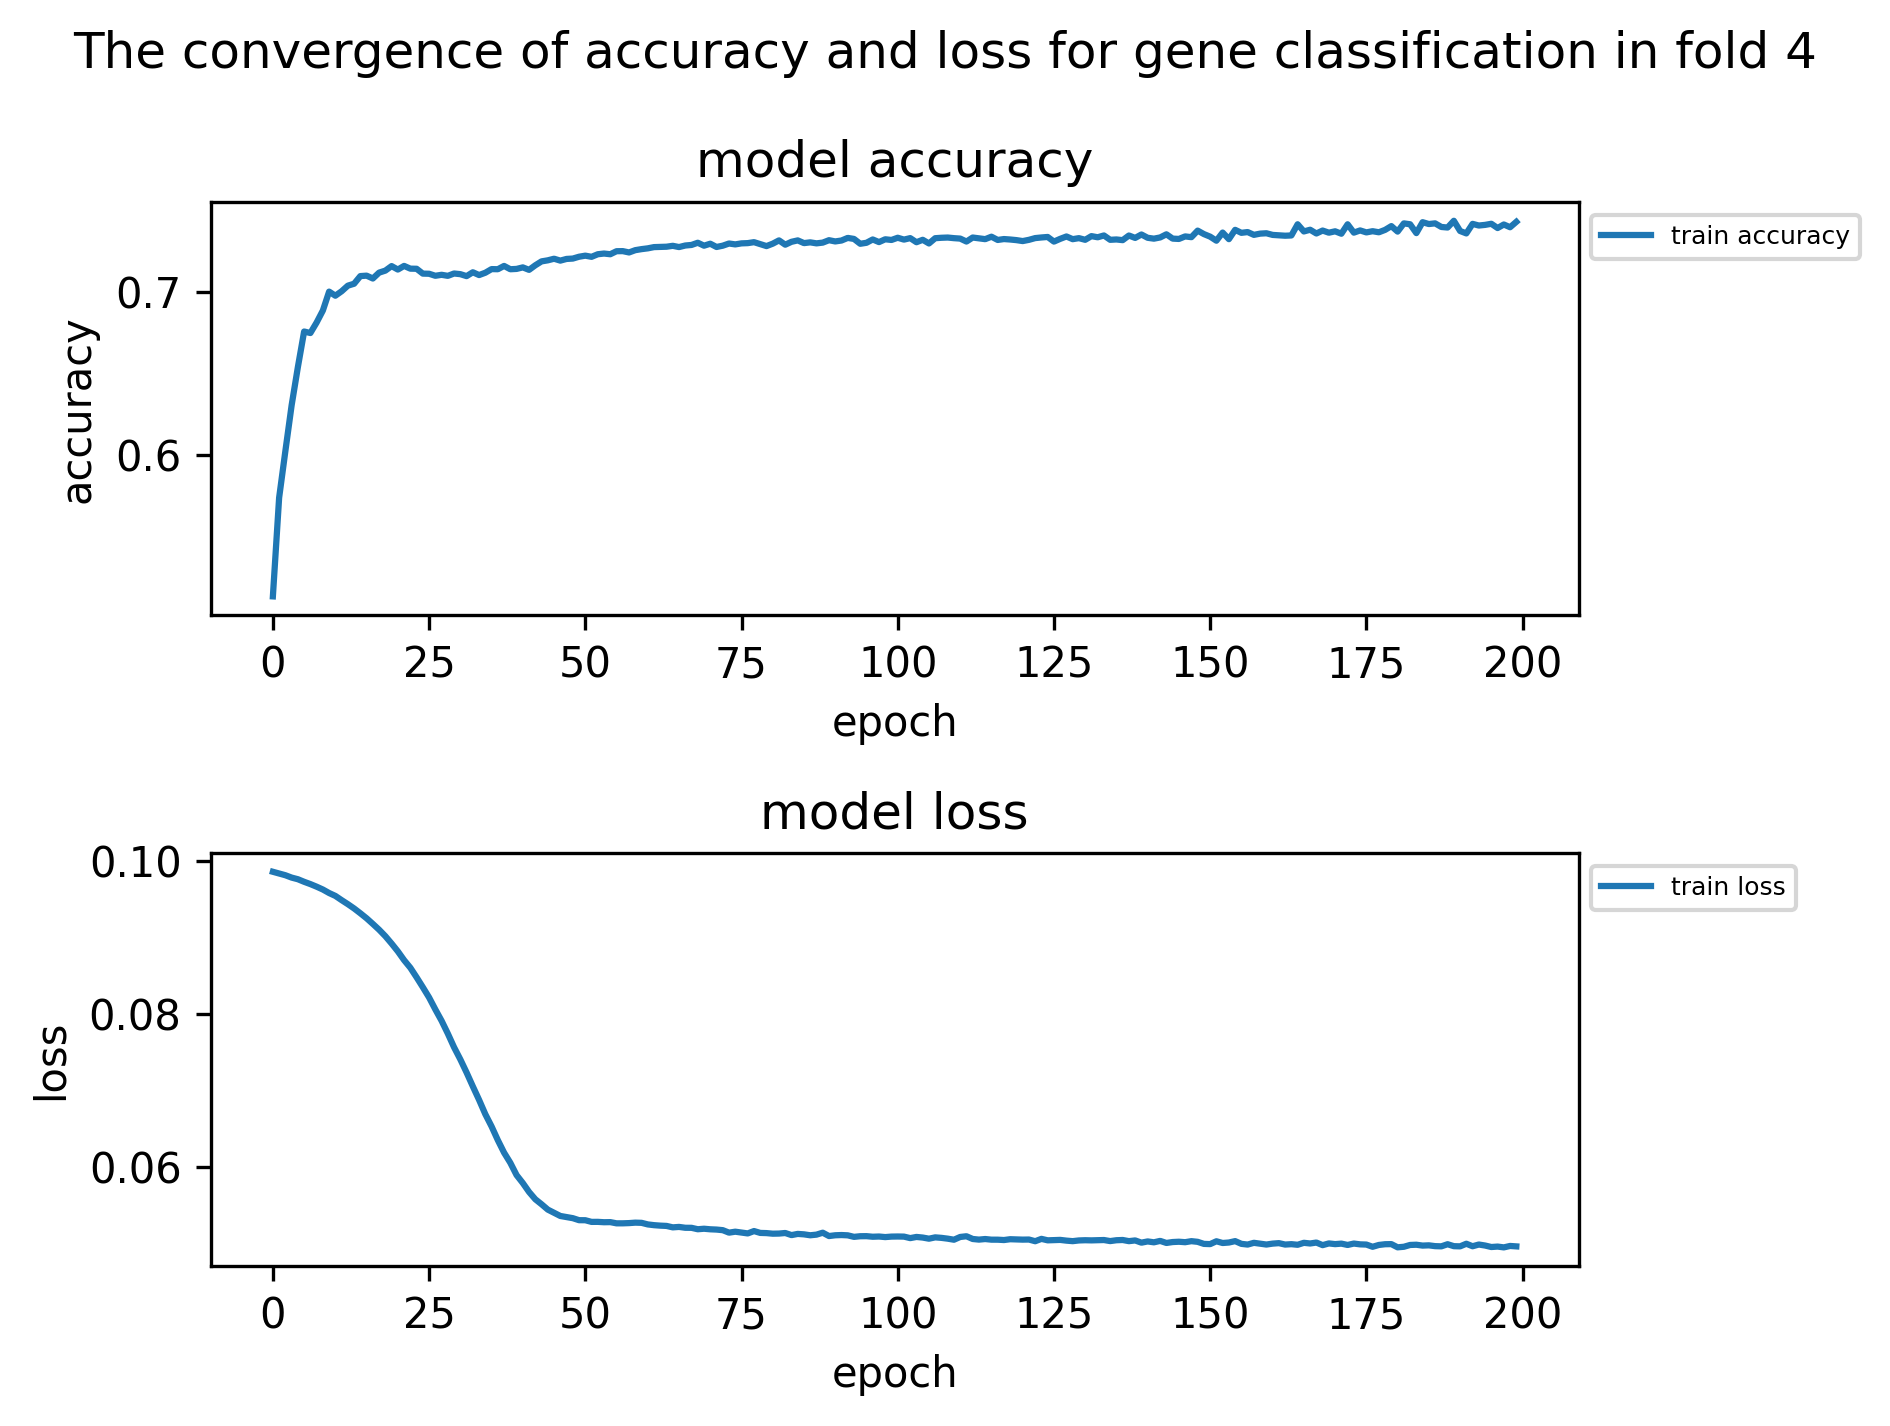 The convergence of accuracy and loss for gene classification in fold 4
model accuracy
train accuracy
0.7
0.6
accuracy
0 25 50 75 100 125 150 175 200
epoch
model loss
train loss
0.10
0.08
0.06
loss
0 25 50 75 100 125 150 175 200
epoch